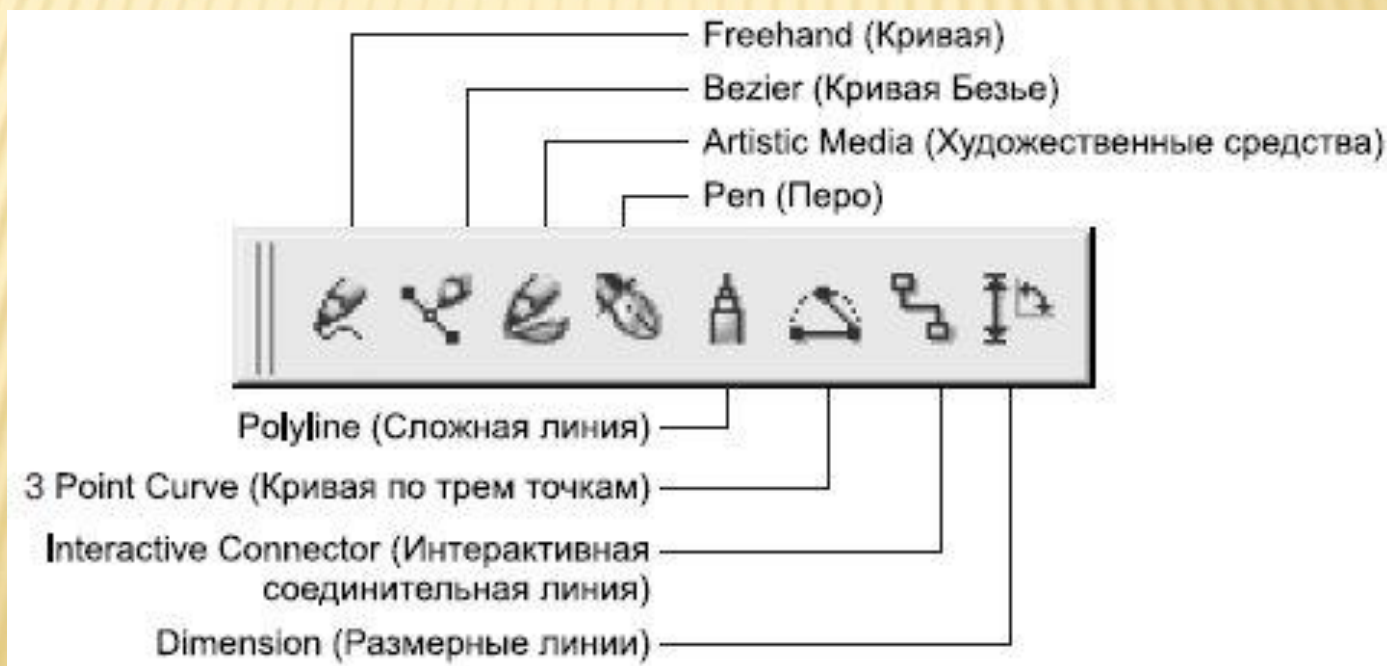 Freehand (Кривая)
Bezier (Кривая Безье)
Artistic Media (Художественные средства)
Pen (Перо)
Polyline (Сложная линия)
3 Point Curve (Кривая по трем точкам)
Interactive Connector (Интерактивная
соединительная линия)
Dimension (Размерные линии)